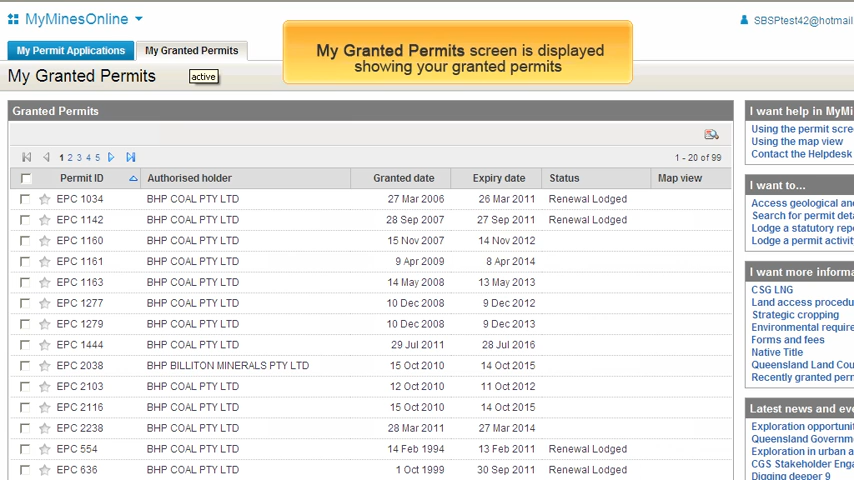 MyMinesOnline
SBSPtest42@hotmail
My Permit Applications
My Granted Permits
My Granted Permits screen is displayed
showing your granted permits
My Granted Permits
active
Granted Permits
1 2 3 4 5
1 - 20 of 99
Permit ID Authorised holder Granted date Expiry date Status Map view
EPC 1034 BHP COAL PTY LTD 27 Mar 2006 26 Mar 2011 Renewal Lodged
EPC 1142 BHP COAL PTY LTD 28 Sep 2007 27 Sep 2011 Renewal Lodged
EPC 1160 BHP COAL PTY LTD 15 Nov 2007 14 Nov 2012
EPC 1161 BHP COAL PTY LTD 9 Apr 2009 8 Apr 2014
EPC 1163 BHP COAL PTY LTD 14 May 2008 13 May 2013
EPC 1277 BHP COAL PTY LTD 10 Dec 2008 9 Dec 2012
EPC 1279 BHP COAL PTY LTD 10 Dec 2008 9 Dec 2013
EPC 1444 BHP COAL PTY LTD 29 Jul 2011 28 Jul 2016
EPC 2038 BHP BILLITON MINERALS PTY LTD 15 Oct 2010 14 Oct 2015
EPC 2103 BHP COAL PTY LTD 12 Oct 2010 11 Oct 2012
EPC 2116 BHP COAL PTY LTD 15 Oct 2010 14 Oct 2015
EPC 2238 BHP COAL PTY LTD 28 Mar 2011 27 Mar 2014
EPC 554 BHP COAL PTY LTD 14 Feb 1994 13 Feb 2011 Renewal Lodged
EPC 636 BHP COAL PTY LTD 1 Oct 1999 30 Sep 2011 Renewal Lodged
I want help in MyMin
Using the permit scree
Using the map view
Contact the Helpdesk
I want to...
Access geological and
Search for permit deta
Lodge a statutory repo
Lodge a permit activity
I want more informa
CSG LNG
Land access procedu
Strategic cropping
Environmental require
Forms and fees
Native Title
Queensland Land Cou
Recently granted perm
Latest news and eve
Exploration opportuni
Queensland Governm
Exploration in urban a
CGS Stakeholder Enga
Digging deeper 9